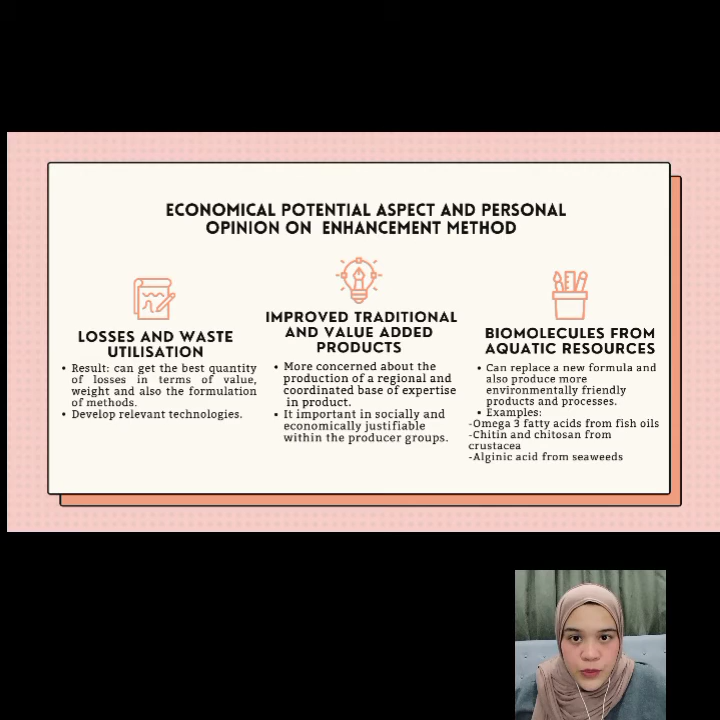 ECONOMICAL POTENTIAL ASPECT AND PERSONAL
OPINION ON ENHANCEMENT METHOD
LOSSES AND WASTE
UTILISATION
• Result: can get the best quantity
of losses in terms of value,
weight and also the formulation
of methods.
• Develop relevant technologies.
IMPROVED TRADITIONAL
AND VALUE ADDED
PRODUCTS
• More concerned about the
production of a regional and
coordinated base of expertise
in product.
• It important in socially and
economically justifiable
within the producer groups.
BIOMOLECULES FROM
AQUATIC RESOURCES
• Can replace a new formula and
also produce more
environmentally friendly
products and processes.
• Examples:
-Omega 3 fatty acids from fish oils
-Chitin and chitosan from
crustacea
-Alginic acid from seaweeds